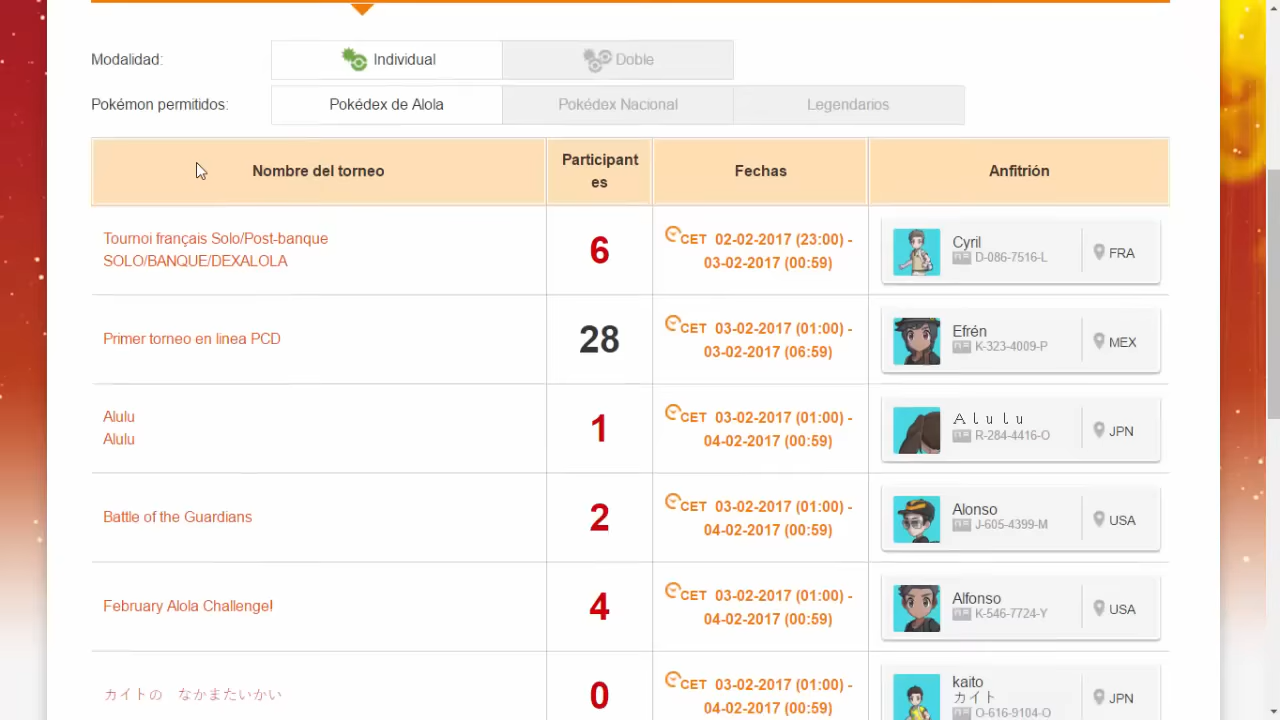 Modalidad:
Individual
Doble
Pokémon permitidos:
Pokédex de Alola
Pokédex Nacional
Legendarios
Nombre del torneo
Participant
es
Fechas
Anfitrión
Tournoi français Solo/Post-banque
SOLO/BANQUE/DEXALOLA
6
CET 02-02-2017 (23:00) -
03-02-2017 (00:59)
Cyril
D-086-7516-L
FRA
Primer torneo en linea PCD
28
CET 03-02-2017 (01:00) -
03-02-2017 (06:59)
Efrén
K-323-4009-P
MEX
Alulu
Alulu
1
CET 03-02-2017 (01:00) -
04-02-2017 (00:59)
Ａｌｕｌｕ
R-284-4416-O
JPN
Battle of the Guardians
2
CET 03-02-2017 (01:00) -
04-02-2017 (00:59)
Alonso
J-605-4399-M
USA
February Alola Challenge!
4
CET 03-02-2017 (01:00) -
04-02-2017 (00:59)
Alfonso
K-546-7724-Y
USA
カイトの　なかまたいかい
0
CET 03-02-2017 (01:00) -
04-02-2017 (00:59)
kaito
カイト
O-616-9104-O
JPN